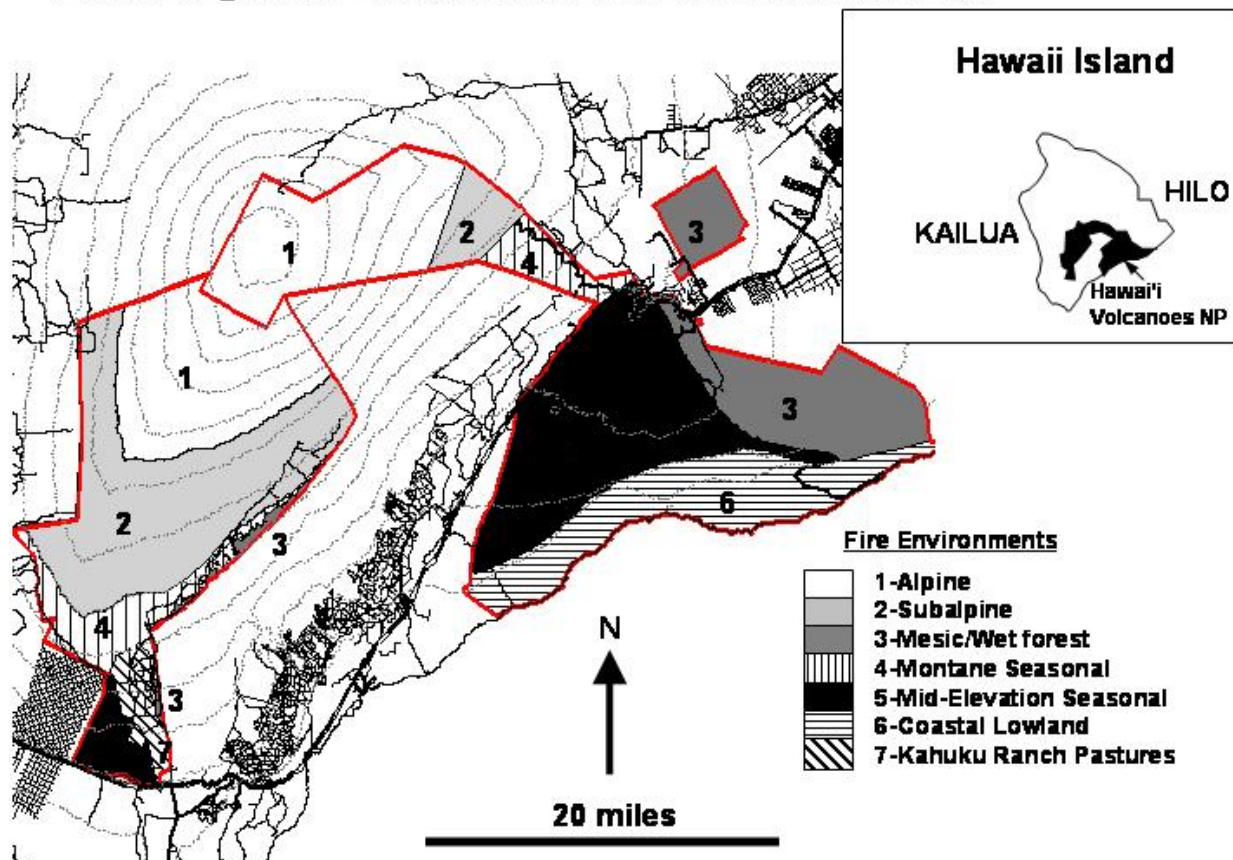 Hawaii Island
HILO
KAILUA
Hawai'i
Volcanoes NP
1
2
3
4
1
3
2
6
3
4
3
Fire Environments
1-Alpine
2-Subalpine
3-Mesic/Wet forest
4-Montane Seasonal
5-Mid-Elevation Seasonal
6-Coastal Lowland
7-Kahuku Ranch Pastures
N
20 miles